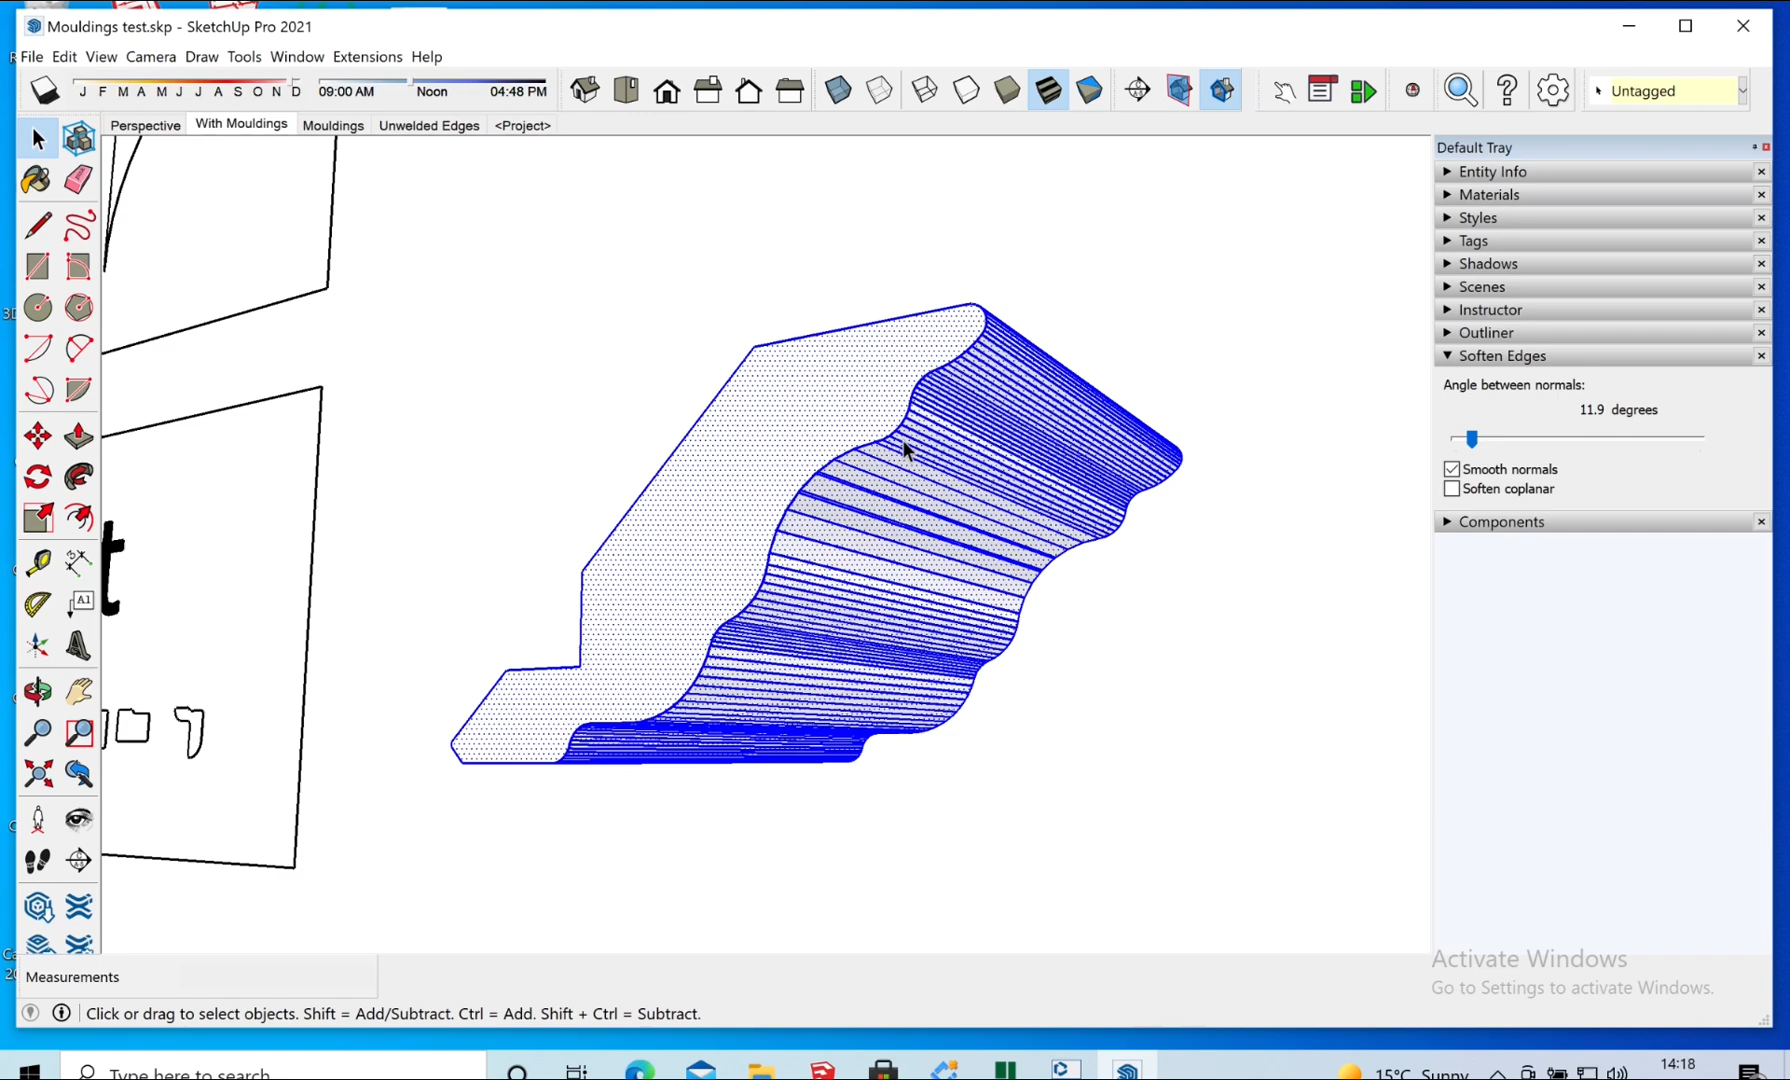 Mouldings test.skp - SketchUp Pro 2021
File Edit View Camera Draw Tools Window Extensions Help
J F M A M J J A S O N D 09:00 AM Noon 04:48 PM
Untagged
Perspective With Mouldings Mouldings Unwelded Edges <Project>
Default Tray
Entity Info
Materials
Styles
Tags
Shadows
Scenes
Instructor
Outliner
Soften Edges
Angle between normals:
11.9 degrees
Smooth normals
Soften coplanar
Components
A1
t
Activate Windows
Go to Settings to activate Windows.
Measurements
Click or drag to select objects. Shift = Add/Subtract. Ctrl = Add. Shift + Ctrl = Subtract.
Type here to search
15°C Sunny
14:18